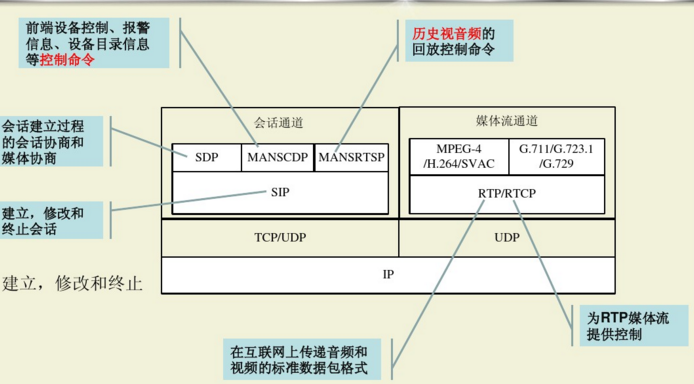 前端设备控制、报警
信息、设备目录信息
等控制命令
历史视音频的
回放控制命令
会话建立过程
的会话协商和
媒体协商
会话通道
媒体流通道
SDP
MANSCDP
MANSRTSP
MPEG-4
/H.264/SVAC
G.711/G.723.1
/G.729
SIP
RTP/RTCP
建立，修改和
终止会话
TCP/UDP
UDP
IP
建立，修改和终止
为RTP媒体流
提供控制
在互联网上传递音频和
视频的标准数据包格式